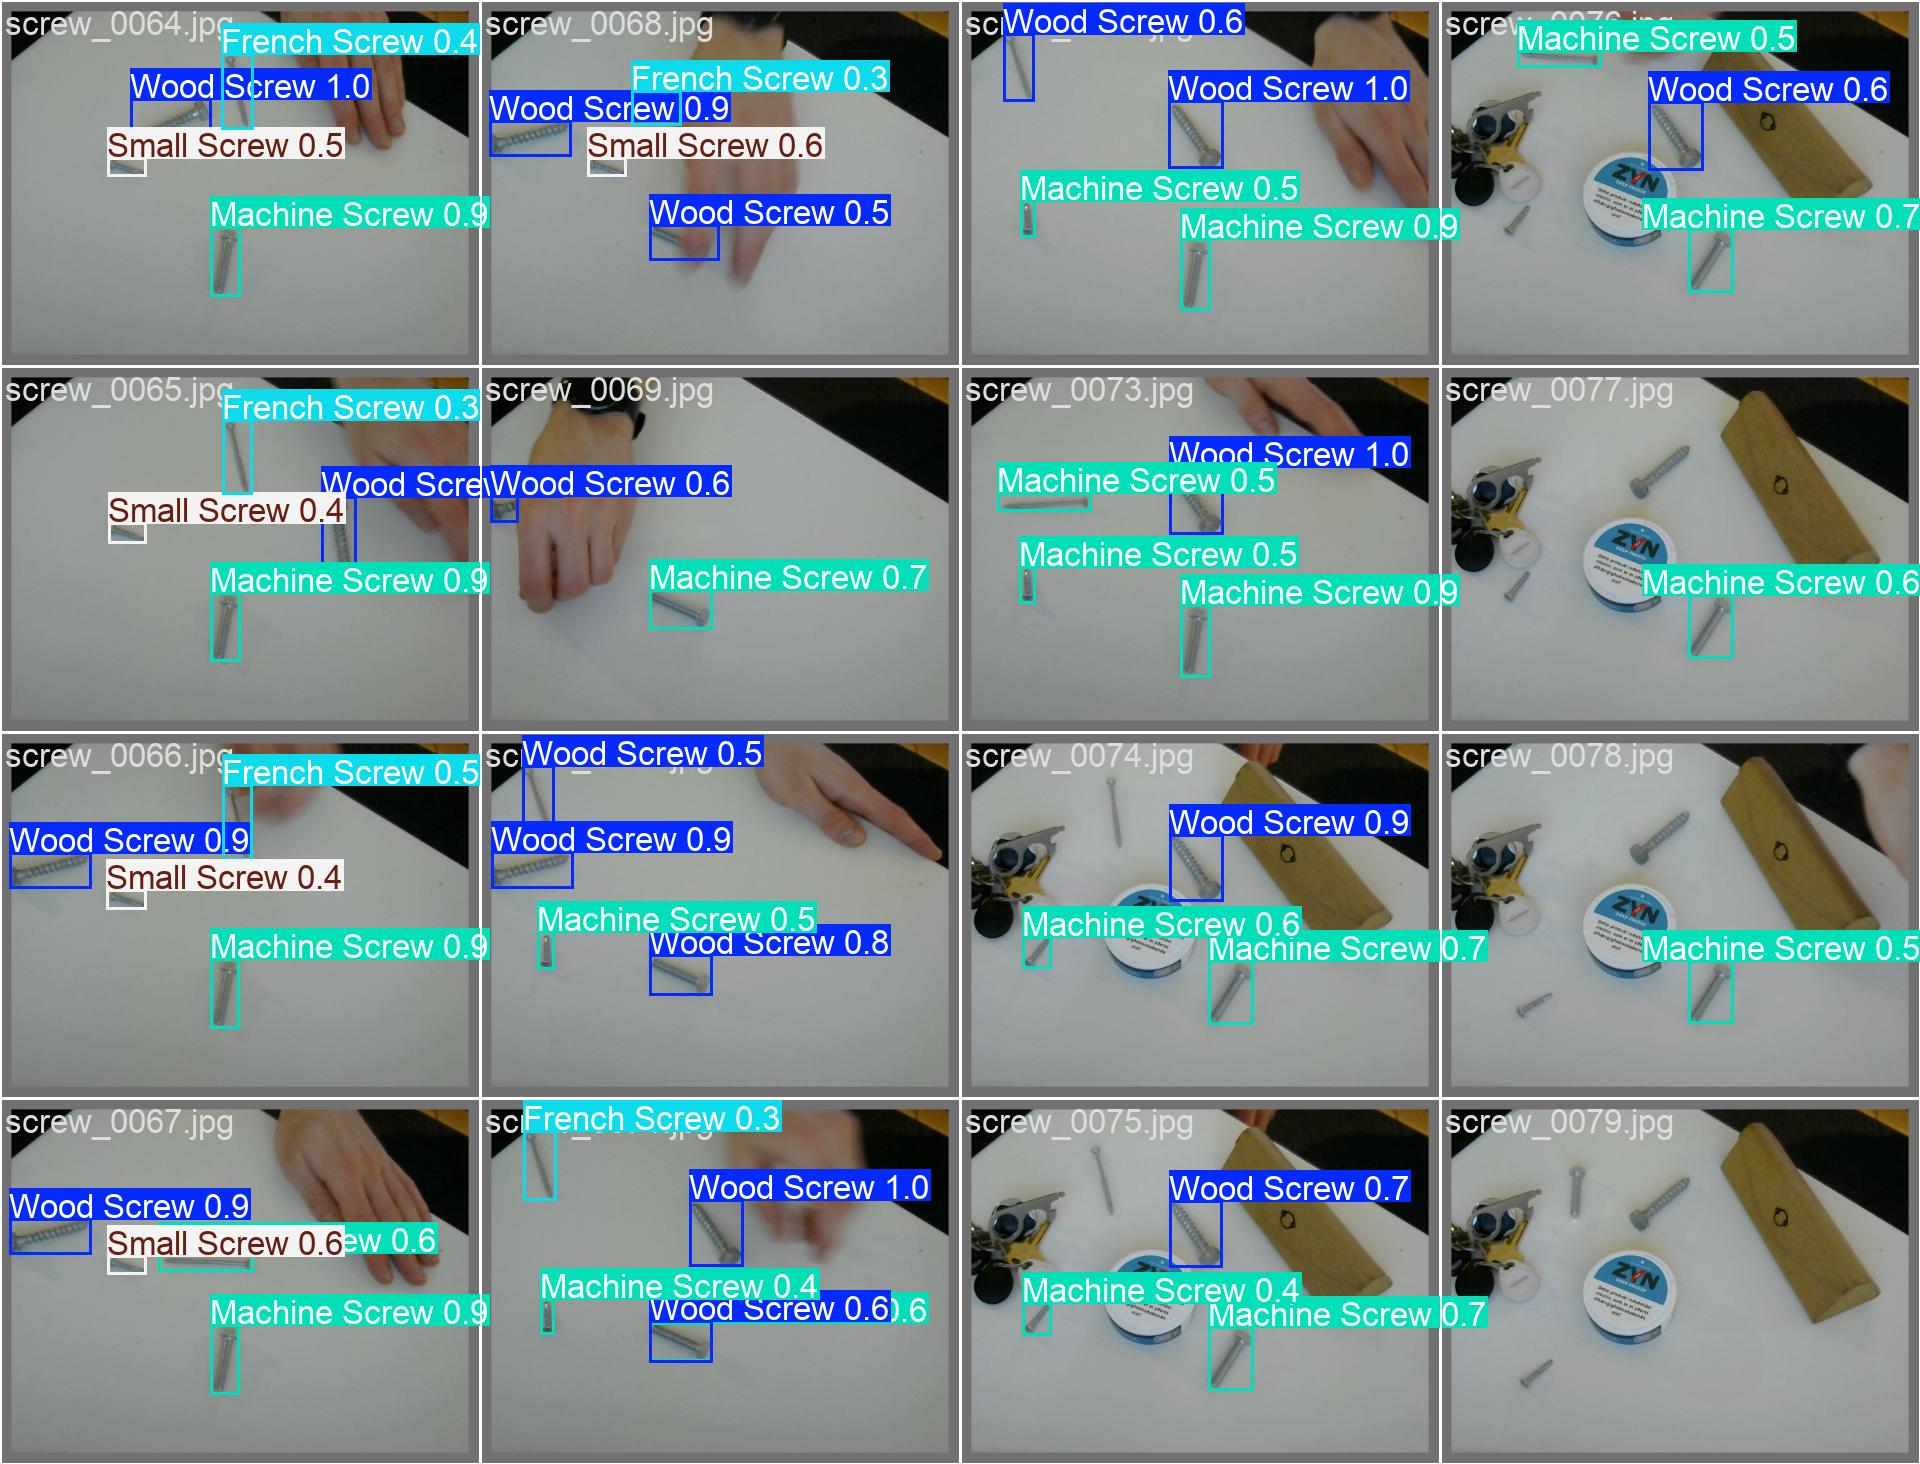 screw_0064.jpg
French Screw 0.4
Wood Screw 1.0
Small Screw 0.5
Machine Screw 0.9
French Screw 0.3
Wood Screw 0.9
Small Screw 0.6
Wood Screw 0.5
screw_0068.jpg
Wood Screw 0.6
Wood Screw 1.0
Machine Screw 0.5
Machine Screw 0.9
Machine Screw 0.5
Wood Screw 0.6
ZYN
Machine Screw 0.7
screw_0065.jpg
French Screw 0.3
Wood Screw
Small Screw 0.4
Machine Screw 0.9
screw_0069.jpg
Wood Screw 0.6
Machine Screw 0.7
screw_0073.jpg
Wood Screw 1.0
Machine Screw 0.5
Machine Screw 0.5
Machine Screw 0.9
screw_0077.jpg
ZYN
Machine Screw 0.6
screw_0066.jpg
French Screw 0.5
Wood Screw 0.9
Small Screw 0.4
Machine Screw 0.9
Wood Screw 0.5
Wood Screw 0.9
Machine Screw 0.5
Wood Screw 0.8
screw_0074.jpg
Wood Screw 0.9
Machine Screw 0.6
Machine Screw 0.7
screw_0078.jpg
ZYN
Machine Screw 0.5
screw_0067.jpg
Wood Screw 0.9
Small Screw 0.6
ew 0.6
Machine Screw 0.9
French Screw 0.3
Wood Screw 1.0
Machine Screw 0.4
Wood Screw 0.6
0.6
screw_0075.jpg
Wood Screw 0.7
Machine Screw 0.4
Machine Screw 0.7
screw_0079.jpg
ZYN